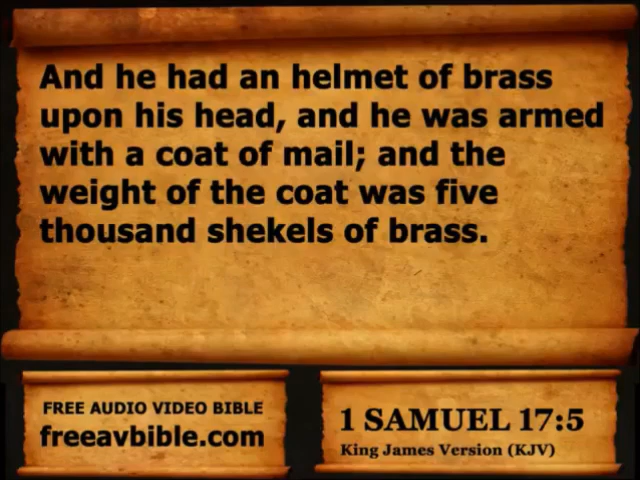 And he had an helmet of brass
upon his head, and he was armed
with a coat of mail; and the
weight of the coat was five
thousand shekels of brass.
FREE AUDIO VIDEO BIBLE
freeavbible.com
1 SAMUEL 17:5
King James Version (KJV)